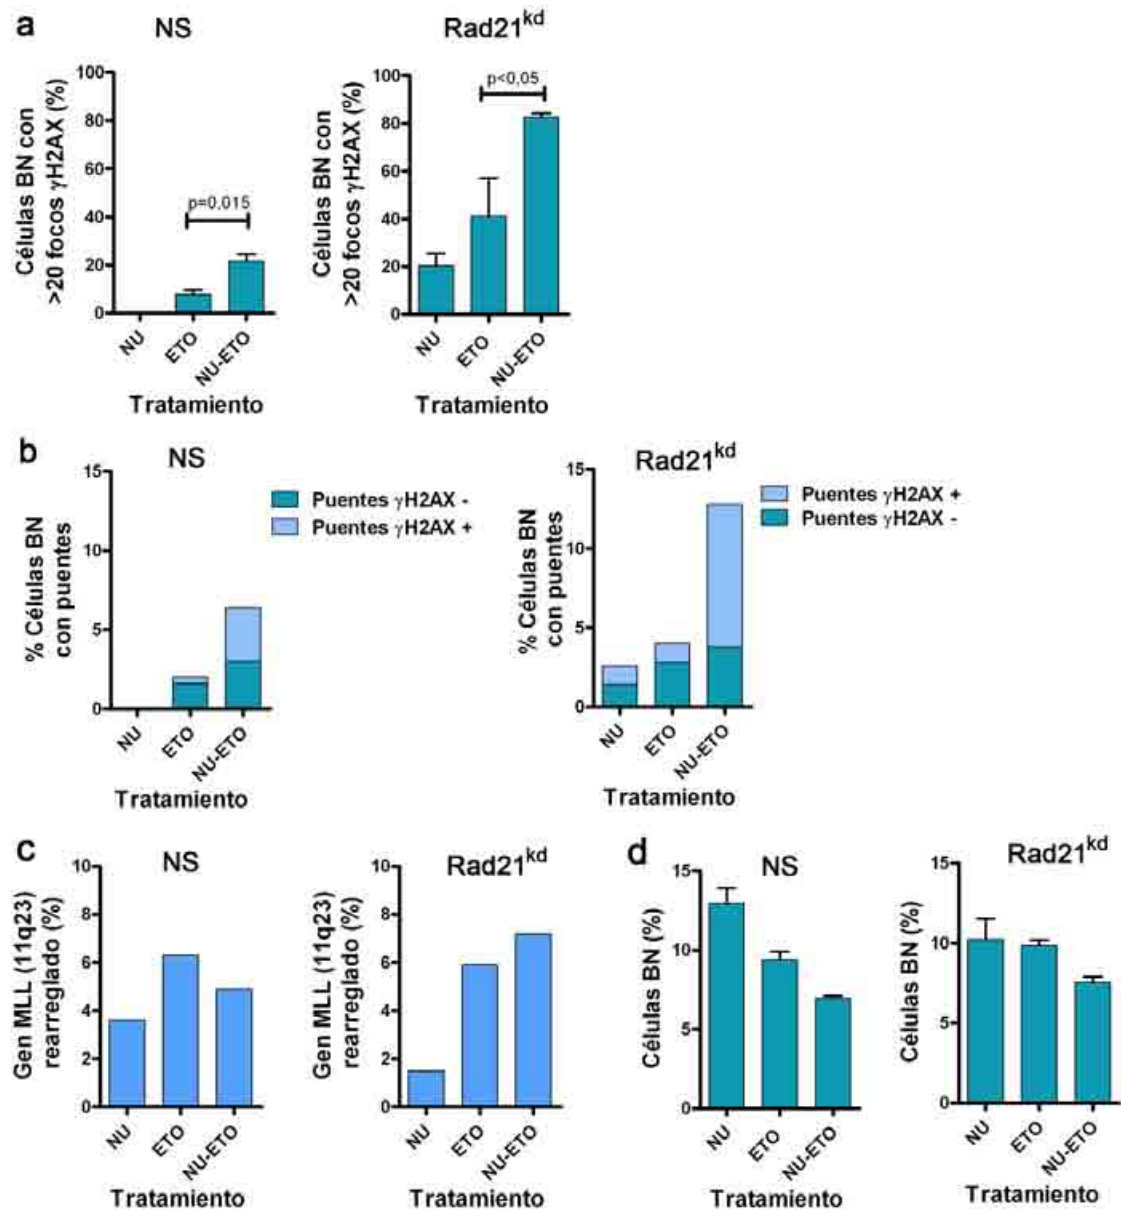 a
NS
Células BN con
>20 focos γH2AX (%)
100
80
60
40
20
0
p=0.015
NU
ETO
NU-ETO
Tratamiento
Rad21kd
Células BN con
>20 focos γH2AX (%)
100
80
60
40
20
0
p<0,05
NU
ETO
NU-ETO
Tratamiento
b
NS
% Células BN
con puentes
15
10
5
0
Puentes γH2AX -
Puentes γH2AX +
NU
ETO
NU-ETO
Tratamiento
Rad21kd
% Células BN
con puentes
15
10
5
0
Puentes γH2AX +
Puentes γH2AX -
NU
ETO
NU-ETO
Tratamiento
c
NS
Gen MLL (11q23)
rearreglado (%)
10
8
6
4
2
0
NU
ETO
NU-ETO
Tratamiento
Rad21kd
Gen MLL (11q23)
rearreglado (%)
10
8
6
4
2
0
NU
ETO
NU-ETO
Tratamiento
d
NS
Células BN (%)
15
10
5
0
NU
ETO
NU-ETO
Tratamiento
Rad21kd
Células BN (%)
15
10
5
0
NU
ETO
NU-ETO
Tratamiento